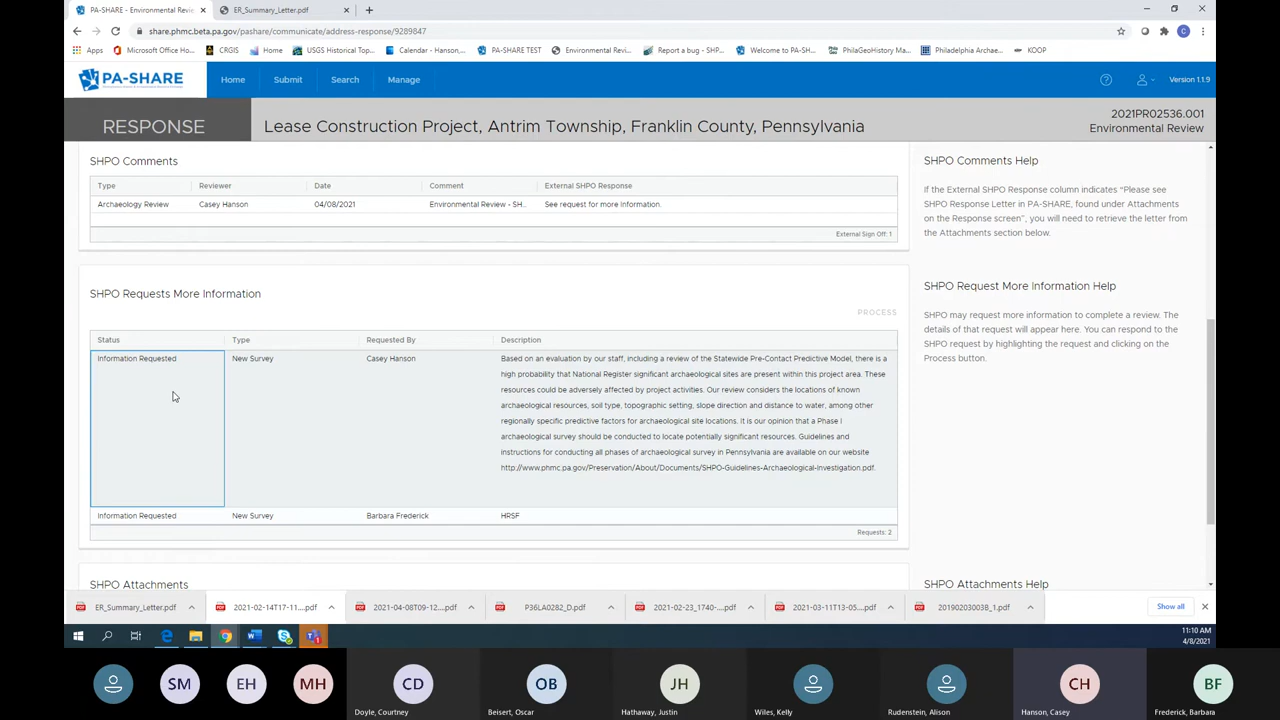 PA-SHARE - Environmental Revie
ER_Summary_Letter.pdf
share.phmc.beta.pa.gov/pashare/communicate/address-response/9289847
Apps
Microsoft Office Ho...
CRGIS
Home
USGS Historical Top...
Calendar - Hanson,...
PA-SHARE TEST
Environmental Revi...
Report a bug - SHP...
Welcome to PA-SH...
PhilaGeoHistory Ma...
Philadelphia Archae...
KOOP
PA-SHARE
Home
Submit
Search
Manage
Version 1.1.9
RESPONSE
Lease Construction Project, Antrim Township, Franklin County, Pennsylvania
2021PR02536.001
Environmental Review
SHPO Comments
Type
Reviewer
Date
Comment
External SHPO Response
Archaeology Review
Casey Hanson
04/08/2021
Environmental Review - SH..
See request for more information.
External Sign Off: 1
SHPO Comments Help
If the External SHPO Response column indicates "Please see
SHPO Response Letter in PA-SHARE, found under Attachments
on the Response screen", you will need to retrieve the letter from
the Attachments section below.
SHPO Requests More Information
PROCESS
Status
Type
Requested By
Description
Information Requested
New Survey
Casey Hanson
Based on an evaluation by our staff, including a review of the Statewide Pre-Contact Predictive Model, there is a
high probability that National Register significant archaeological sites are present within this project area. These
resources could be adversely affected by project activities. Our review considers the locations of known
archaeological resources, soil type, topographic setting, slope direction and distance to water, among other
regionally specific predictive factors for archaeological site locations. It is our opinion that a Phase I
archaeological survey should be conducted to locate potentially significant resources. Guidelines and
instructions for conducting all phases of archaeological survey in Pennsylvania are available on our website
http://www.phmc.pa.gov/Preservation/About/Documents/SHPO-Guidelines-Archaeological-Investigation.pdf.
Information Requested
New Survey
Barbara Frederick
HRSF
Requests: 2
SHPO Request More Information Help
SHPO may request more information to complete a review. The
details of that request will appear here. You can respond to the
SHPO request by highlighting the request and clicking on the
Process button.
SHPO Attachments
SHPO Attachments Help
ER_Summary_Letter.pdf
2021-02-14T17-11....pdf
2021-04-08T09-12....pdf
P36LA0282_D.pdf
2021-02-23_1740-....pdf
2021-03-11T13-05....pdf
201902030038_1.pdf
Show all
11:10 AM
4/8/2021
SM
EH
MH
CD
Doyle, Courtney
OB
Beisert, Oscar
JH
Hathaway, Justin
Wiles, Kelly
Rudenstein, Alison
CH
Hanson, Casey
BF
Frederick, Barbara